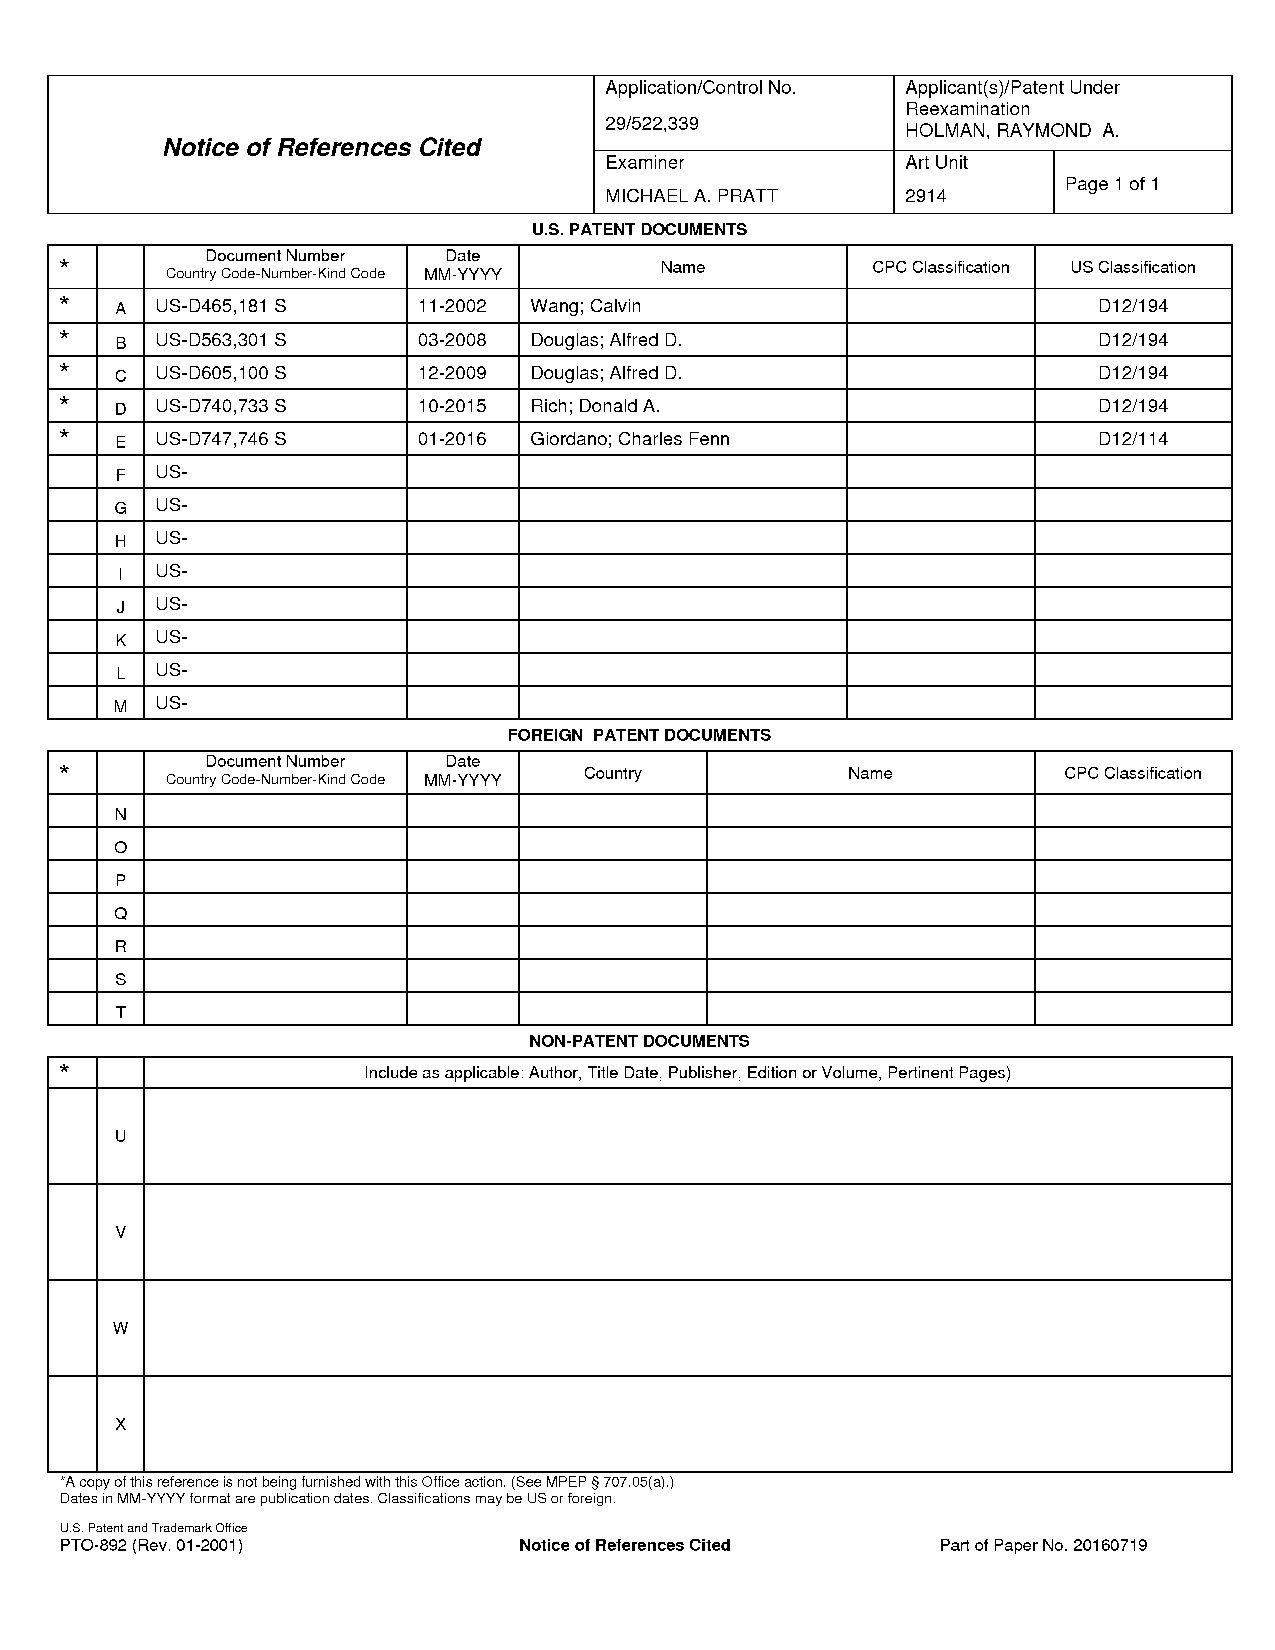 Notice of References Cited
Application/Control No.
29/522,339
Applicant(s)/Patent Under
Reexamination
HOLMAN, RAYMOND A.
Examiner
MICHAEL A. PRATT
Art Unit
2914
Page 1 of 1
U.S. PATENT DOCUMENTS
* Document Number Country Code-Number-Kind Code Date MM-YYYY Name CPC Classification US Classification
* A US-D465,181 S 11-2002 Wang; Calvin D12/194
* B US-D563,301 S 03-2008 Douglas; Alfred D. D12/194
* C US-D605,100 S 12-2009 Douglas; Alfred D. D12/194
* D US-D740,733 S 10-2015 Rich; Donald A. D12/194
* E US-D747,746 S 01-2016 Giordano; Charles Fenn D12/114
F US-
G US-
H US-
I US-
J US-
K US-
L US-
M US-
FOREIGN PATENT DOCUMENTS
* Document Number Country Code-Number-Kind Code Date MM-YYYY Country Name CPC Classification
N
O
P
Q
R
S
T
NON-PATENT DOCUMENTS
* Include as applicable: Author, Title Date, Publisher, Edition or Volume, Pertinent Pages)
U
V
W
X
*A copy of this reference is not being furnished with this Office action. (See MPEP § 707.05(a).)
Dates in MM-YYYY format are publication dates. Classifications may be US or foreign.
U.S. Patent and Trademark Office
PTO-892 (Rev. 01-2001) Notice of References Cited Part of Paper No. 20160719